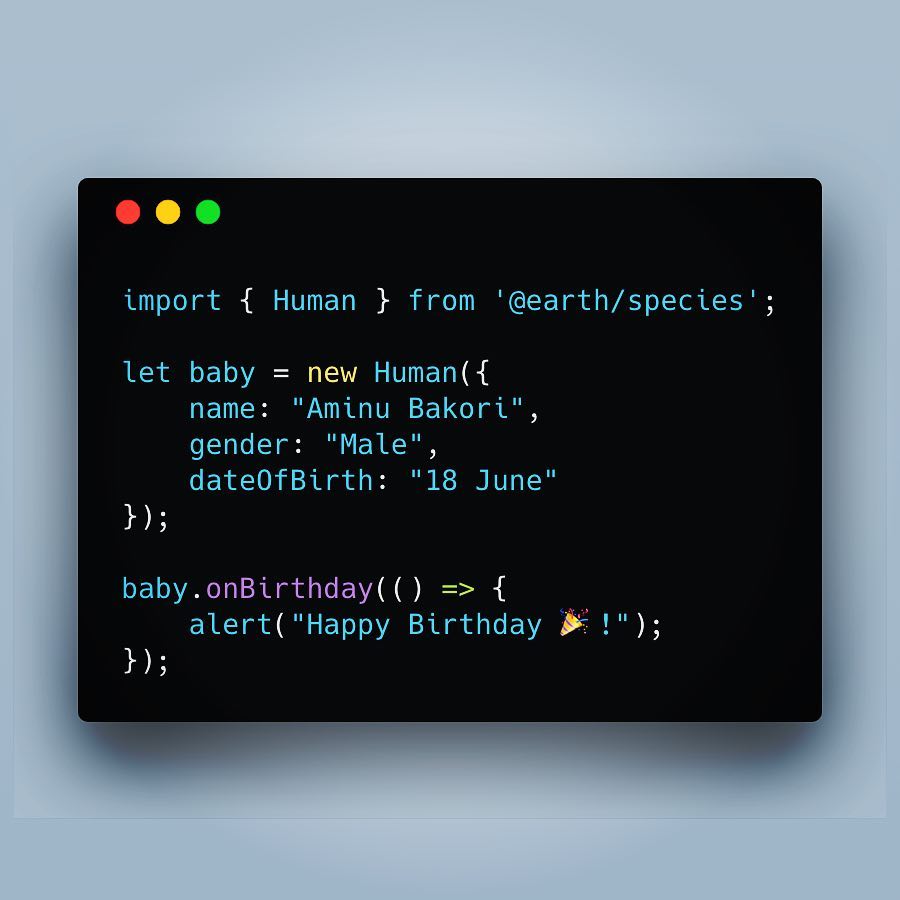 import { Human } from '@earth/species';
let baby = new Human({
    name: "Aminu Bakori",
    gender: "Male",
    dateOfBirth: "18 June"
});
baby.onBirthday(() => {
    alert("Happy Birthday 🎉!");
});